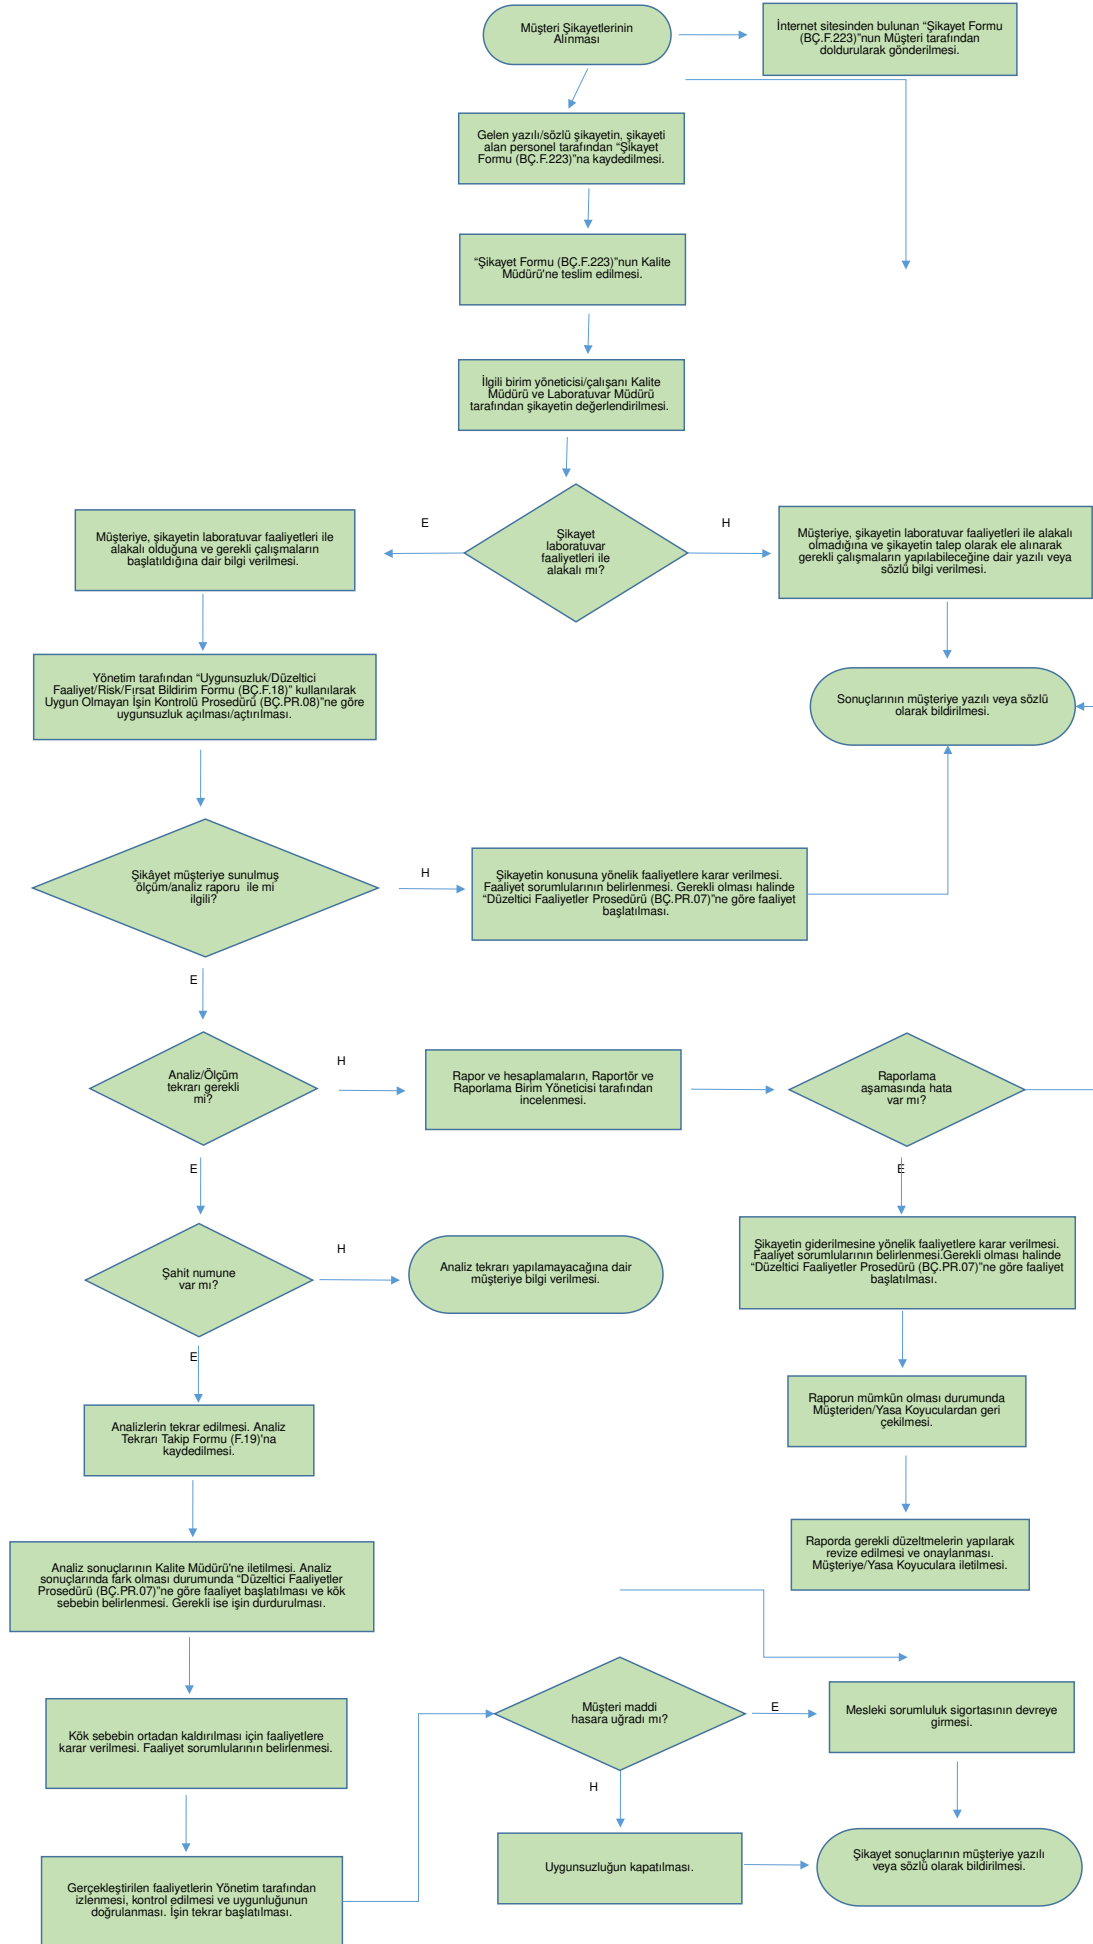 Müşteri Şikayetlerinin
Alınması
İnternet sitesinden bulunan “Şikayet Formu
(BÇ.F.223)”nun Müşteri tarafından
doldurularak gönderilmesi.
Gelen yazılı/sözlü şikayetin, şikayeti
alan personel tarafından “Şikayet
Formu (BÇ.F.223)”na kaydedilmesi.
“Şikayet Formu (BÇ.F.223)”nun Kalite
Müdürü'ne teslim edilmesi.
İlgili birim yöneticisi/çalışanı Kalite
Müdürü ve Laboratuvar Müdürü
tarafından şikayetin değerlendirilmesi.
Şikayet
laboratuvar
faaliyetleri ile
alakalı mı?
E
H
Müşteriye, şikayetin laboratuvar faaliyetleri ile
alakalı olduğuna ve gerekli çalışmaların
başlatıldığına dair bilgi verilmesi.
Müşteriye, şikayetin laboratuvar faaliyetleri ile alakalı
olmadığına ve şikayetin talep olarak ele alınarak
gerekli çalışmaların yapılabileceğine dair yazılı veya
sözlü bilgi verilmesi.
Yönetim tarafından “Uygunsuzluk/Düzeltici
Faaliyet/Risk/Fırsat Bildirim Formu (BÇ.F.18)” kullanılarak
Uygun Olmayan İşin Kontrolü Prosedürü (BÇ.PR.08)”ne göre
uygunsuzluk açılması/açtırılması.
Sonuçlarının müşteriye yazılı veya sözlü
olarak bildirilmesi.
Şikâyet müşteriye sunulmuş
ölçüm/analiz raporu  ile mi
ilgili?
H
Şikayetin konusuna yönelik faaliyetlere karar verilmesi.
Faaliyet sorumlularının belirlenmesi. Gerekli olması halinde
“Düzeltici Faaliyetler Prosedürü (BÇ.PR.07)”ne göre faaliyet
başlatılması.
E
Analiz/Ölçüm
tekrarı gerekli
mi?
H
Rapor ve hesaplamaların, Raportör ve
Raporlama Birim Yöneticisi tarafından
incelenmesi.
Raporlama
aşamasında hata
var mı?
E
E
Şahit numune
var mı?
H
Analiz tekrarı yapılamayacağına dair
müşteriye bilgi verilmesi.
Şikayetin giderilmesine yönelik faaliyetlere karar verilmesi.
Faaliyet sorumlularının belirlenmesi.Gerekli olması halinde
“Düzeltici Faaliyetler Prosedürü (BÇ.PR.07)”ne göre faaliyet
başlatılması.
E
Analizlerin tekrar edilmesi. Analiz
Tekrarı Takip Formu (F.19)'na
kaydedilmesi.
Raporun mümkün olması durumunda
Müşteriden/Yasa Koyuculardan geri
çekilmesi.
Analiz sonuçlarının Kalite Müdürü'ne iletilmesi. Analiz
sonuçlarında fark olması durumunda “Düzeltici Faaliyetler
Prosedürü (BÇ.PR.07)”ne göre faaliyet başlatılması ve kök
sebebin belirlenmesi. Gerekli ise işin durdurulması.
Raporda gerekli düzeltmelerin yapılarak
revize edilmesi ve onaylanması.
Müşteriye/Yasa Koyuculara iletilmesi.
Kök sebebin ortadan kaldırılması için faaliyetlere
karar verilmesi. Faaliyet sorumlularının belirlenmesi.
Müşteri maddi
hasara uğradı mı?
E
Mesleki sorumluluk sigortasının devreye
girmesi.
H
Gerçekleştirilen faaliyetlerin Yönetim tarafından
izlenmesi, kontrol edilmesi ve uygunluğunun
doğrulanması. İşin tekrar başlatılması.
Uygunsuzluğun kapatılması.
Şikayet sonuçlarının müşteriye yazılı
veya sözlü olarak bildirilmesi.